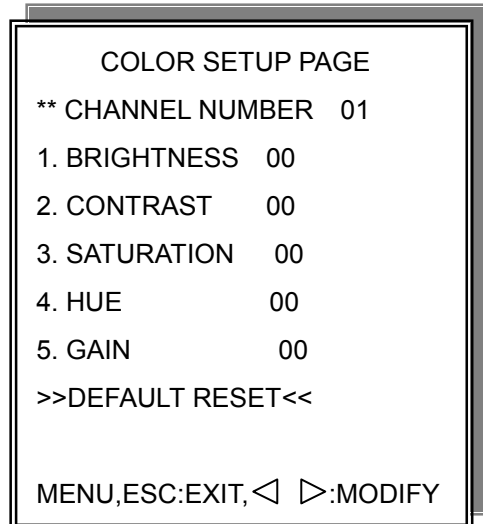 COLOR SETUP PAGE
** CHANNEL NUMBER 01
1. BRIGHTNESS 00
2. CONTRAST 00
3. SATURATION 00
4. HUE 00
5. GAIN 00
>>DEFAULT RESET<<
MENU,ESC:EXIT,◁ ▷:MODIFY